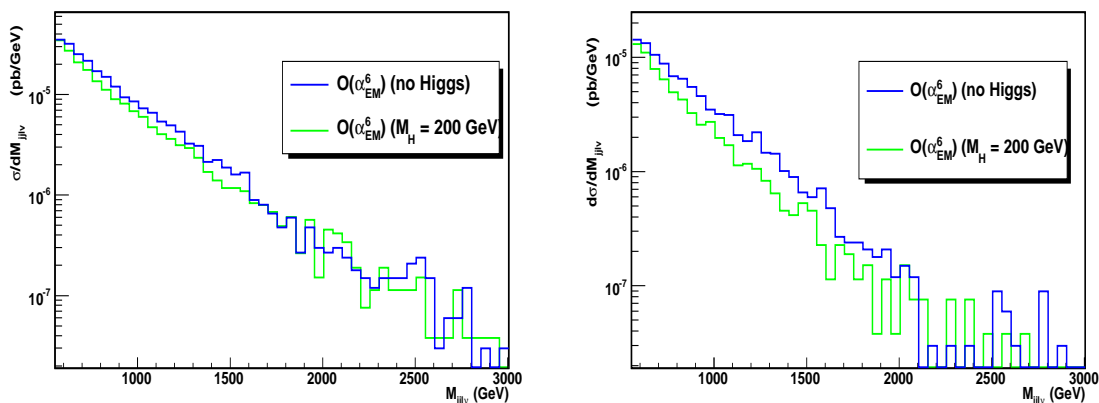 σ/dM_jjlν (pb/GeV)
10^-5
10^-6
10^-7
O(α_EM^6) (no Higgs)
O(α_EM^6) (M_H = 200 GeV)
1000 1500 2000 2500 3000
M_jjlν (GeV)
dσ/dM_jjlν (pb/GeV)
10^-5
10^-6
10^-7
O(α_EM^6) (no Higgs)
O(α_EM^6) (M_H = 200 GeV)
1000 1500 2000 2500 3000
M_jjlν (GeV)